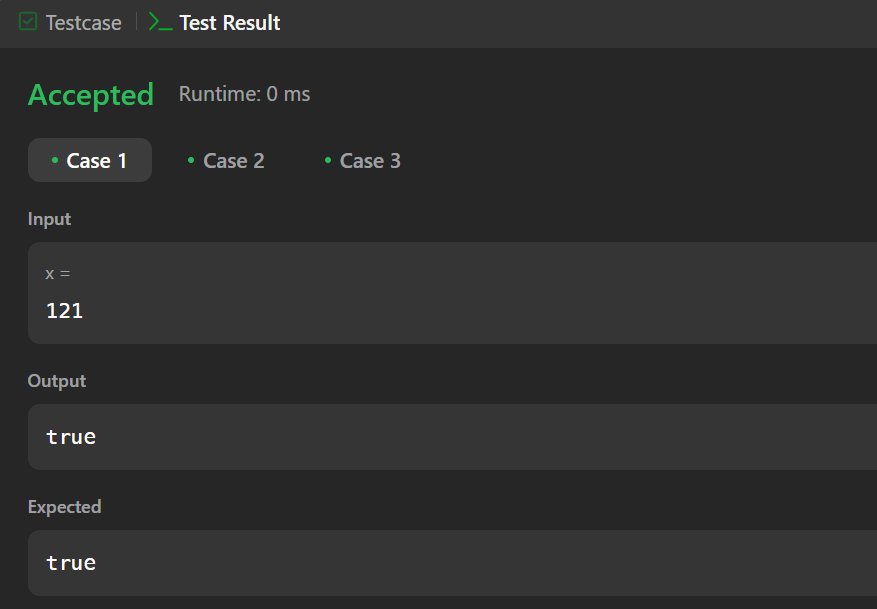 Testcase Test Result
Accepted Runtime: 0 ms
Case 1 Case 2 Case 3
Input
x =
121
Output
true
Expected
true